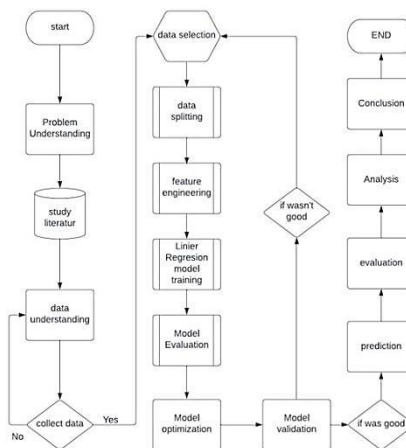 start
Problem
Understanding
study
literatur
data
understanding
collect data
No
Yes
data selection
data
splitting
feature
engineering
Linier
Regresion
model
training
Model
Evaluation
Model
optimization
Model
validation
if wasn't
good
if was good
prediction
evaluation
Analysis
Conclusion
END